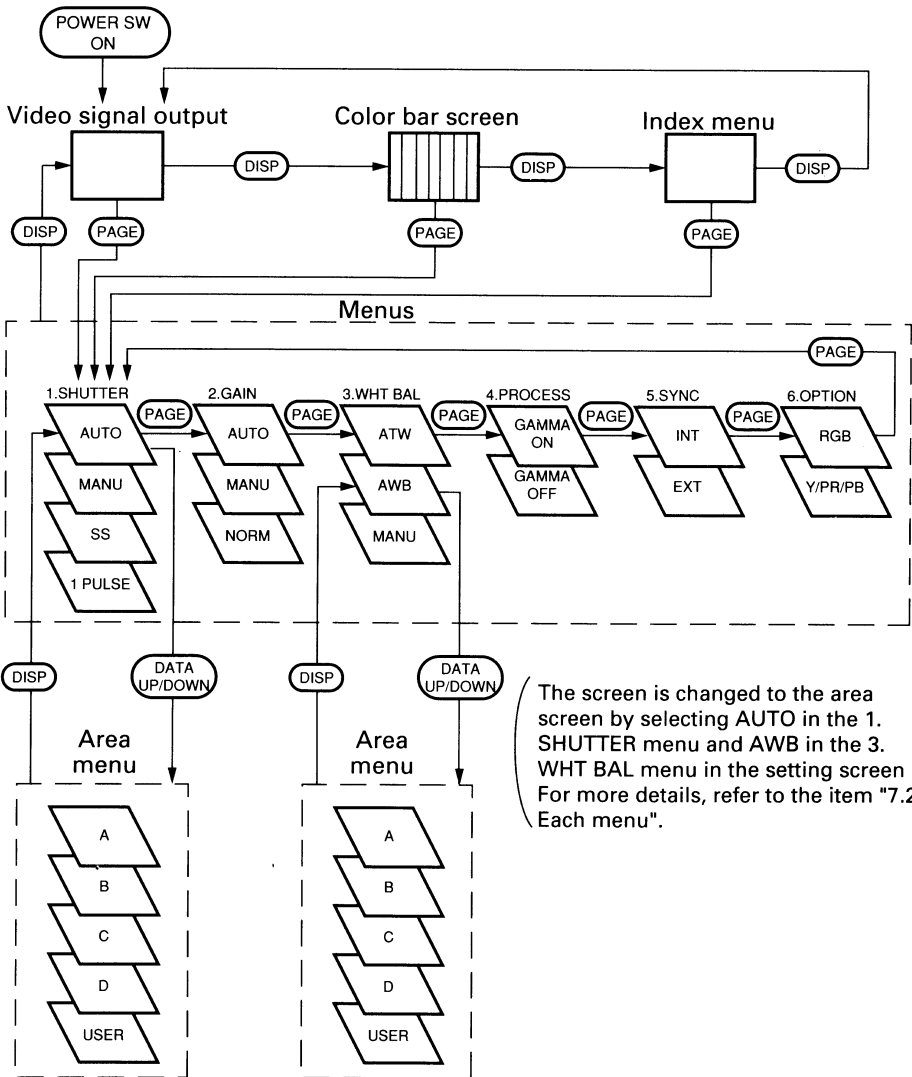 POWER SW
ON
Video signal output
Color bar screen
Index menu
DISP
DISP
DISP
DISP
PAGE
PAGE
PAGE
Menus
PAGE
1.SHUTTER
2.GAIN
3.WHT BAL
4.PROCESS
5.SYNC
6.OPTION
PAGE
PAGE
PAGE
PAGE
PAGE
AUTO
MANU
SS
1 PULSE
AUTO
MANU
NORM
ATW
AWB
MANU
GAMMA
ON
GAMMA
OFF
INT
EXT
RGB
Y/PR/PB
DISP
DATA
UP/DOWN
DISP
DATA
UP/DOWN
The screen is changed to the area
screen by selecting AUTO in the 1.
SHUTTER menu and AWB in the 3.
WHT BAL menu in the setting screen
For more details, refer to the item "7.2
Each menu".
Area
menu
A
B
C
D
USER
Area
menu
A
B
C
D
USER